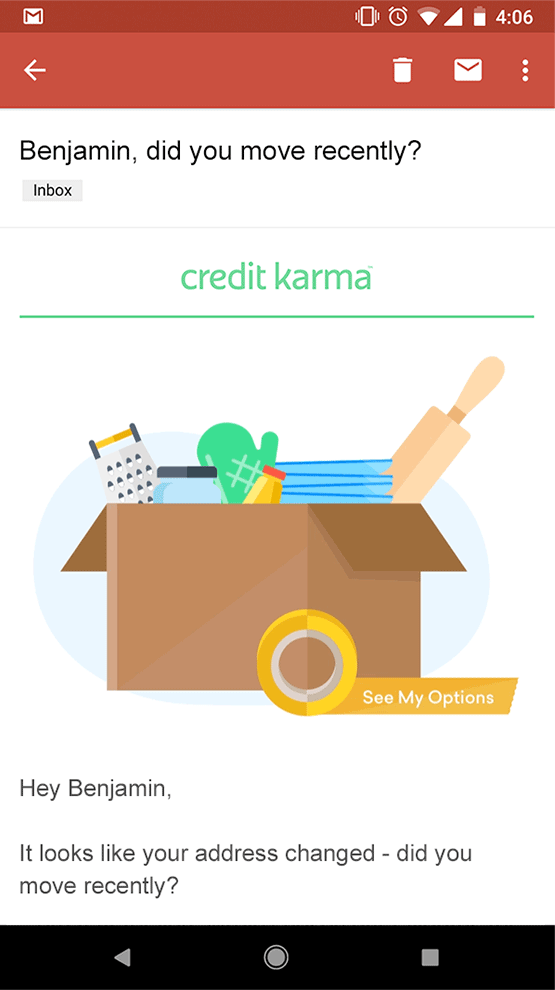 4:06
Benjamin, did you move recently?
Inbox
credit karma™
See My Options
Hey Benjamin,
It looks like your address changed - did you
move recently?